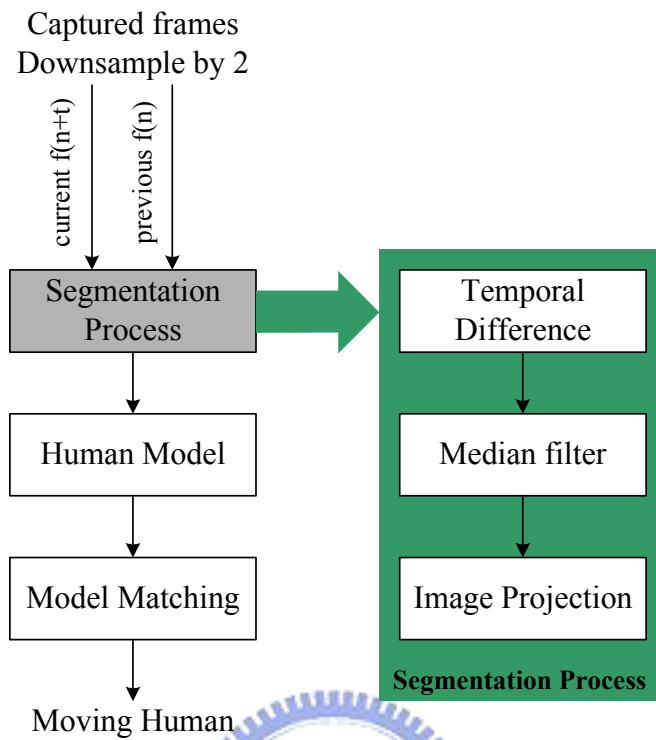 Captured frames
Downsample by 2
current f(n+t)
previous f(n)
Segmentation
Process
Human Model
Model Matching
Moving Human
Temporal
Difference
Median filter
Image Projection
Segmentation Process